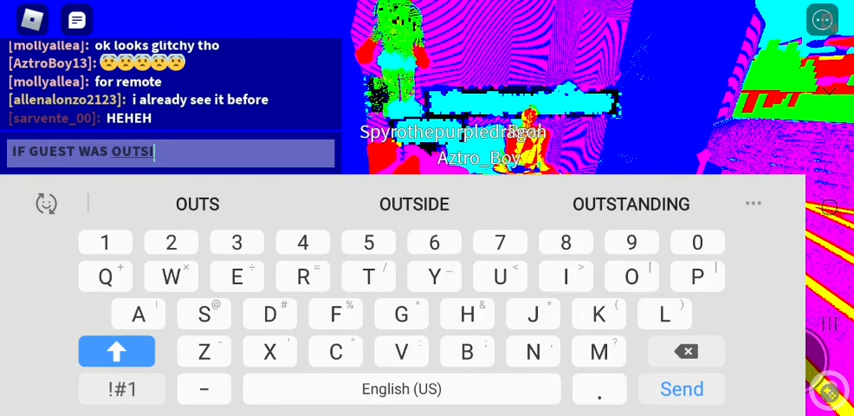 [mollyallea]: ok looks glitchy tho
[AztroBoy13]: 😨😨😨😨😨
[mollyallea]: for remote
[allenalonzo2123]: i already see it before
[sarvente_00]: HEHEH
IF GUEST WAS OUTSI
Spyrothepurpledragon
Aztro_Boy
OUTS OUTSIDE OUTSTANDING ...
1 2 3 4 5 6 7 8 9 0
Q + W × E ÷ R = T / Y _ U < I > O [ P ]
A ! S @ D # F % G ^ H & J * K ( L )
Z - X ' C " V : B ; N , M ?
!#1 - English (US) . Send